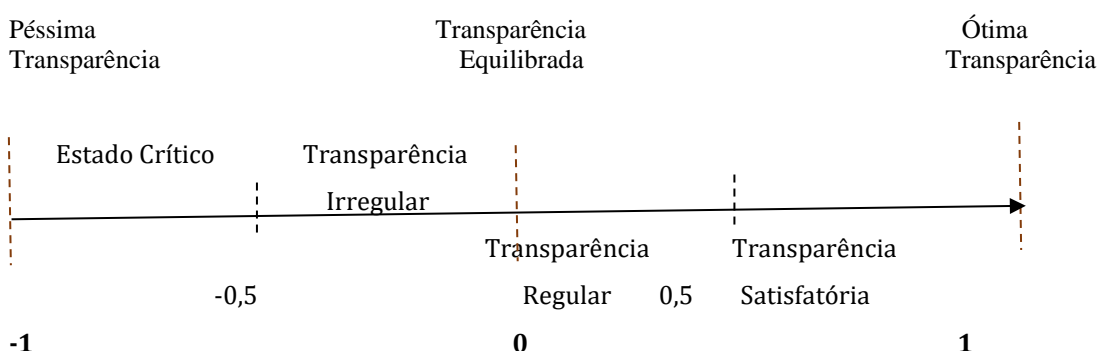 Péssima Transparência Ótima
Transparência Equilibrada Transparência
Estado Crítico Transparência
Irregular
Transparência Transparência
-0,5 Regular 0,5 Satisfatória
-1 0 1